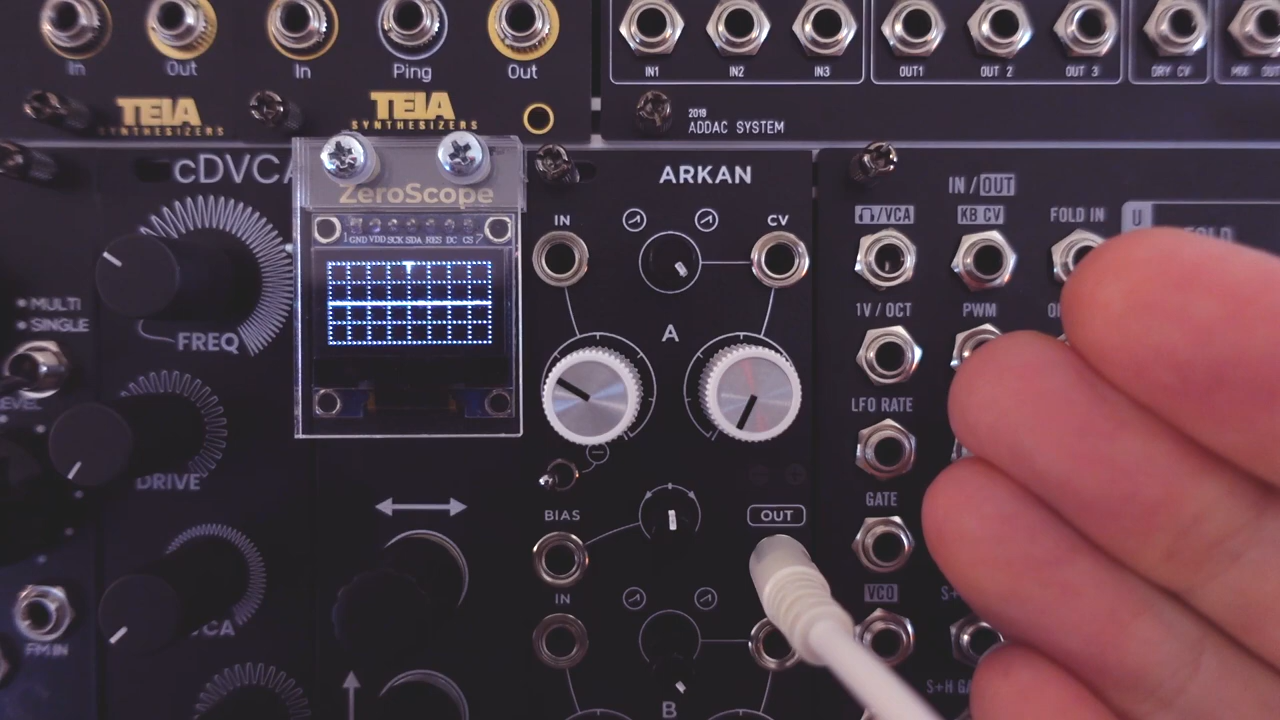 In
Out
In
Ping
Out
IN1
IN2
IN3
OUT1
OUT 2
OUT 3
DRY CV
TEIA
SYNTHESIZERS
TEIA
SYNTHESIZERS
2019
ADDAC SYSTEM
cDVCA
ZeroScope
GND VDD SCK SDA RES DC CS
FREQ
MULTI
SINGLE
DRIVE
FM IN
ARKAN
IN
CV
A
BIAS
OUT
IN
B
IN / OUT
/VCA
KB CV
FOLD IN
1V / OCT
PWM
LFO RATE
GATE
VCO